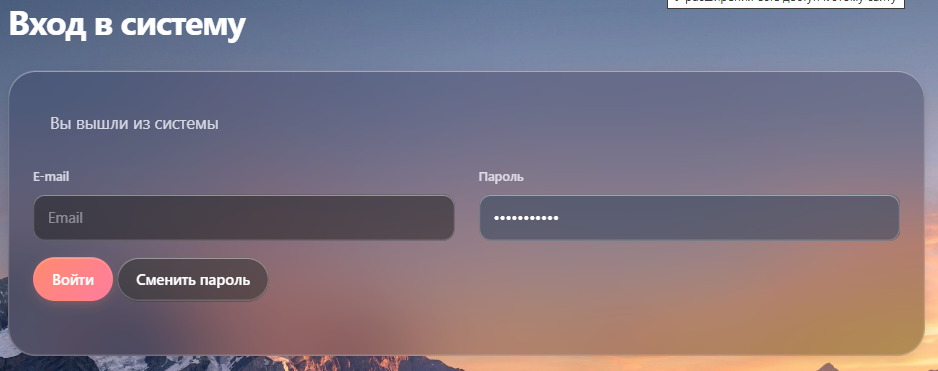 Вход в систему
Вы вышли из системы
E-mail
Пароль
Email
•••••••••••
Войти
Сменить пароль